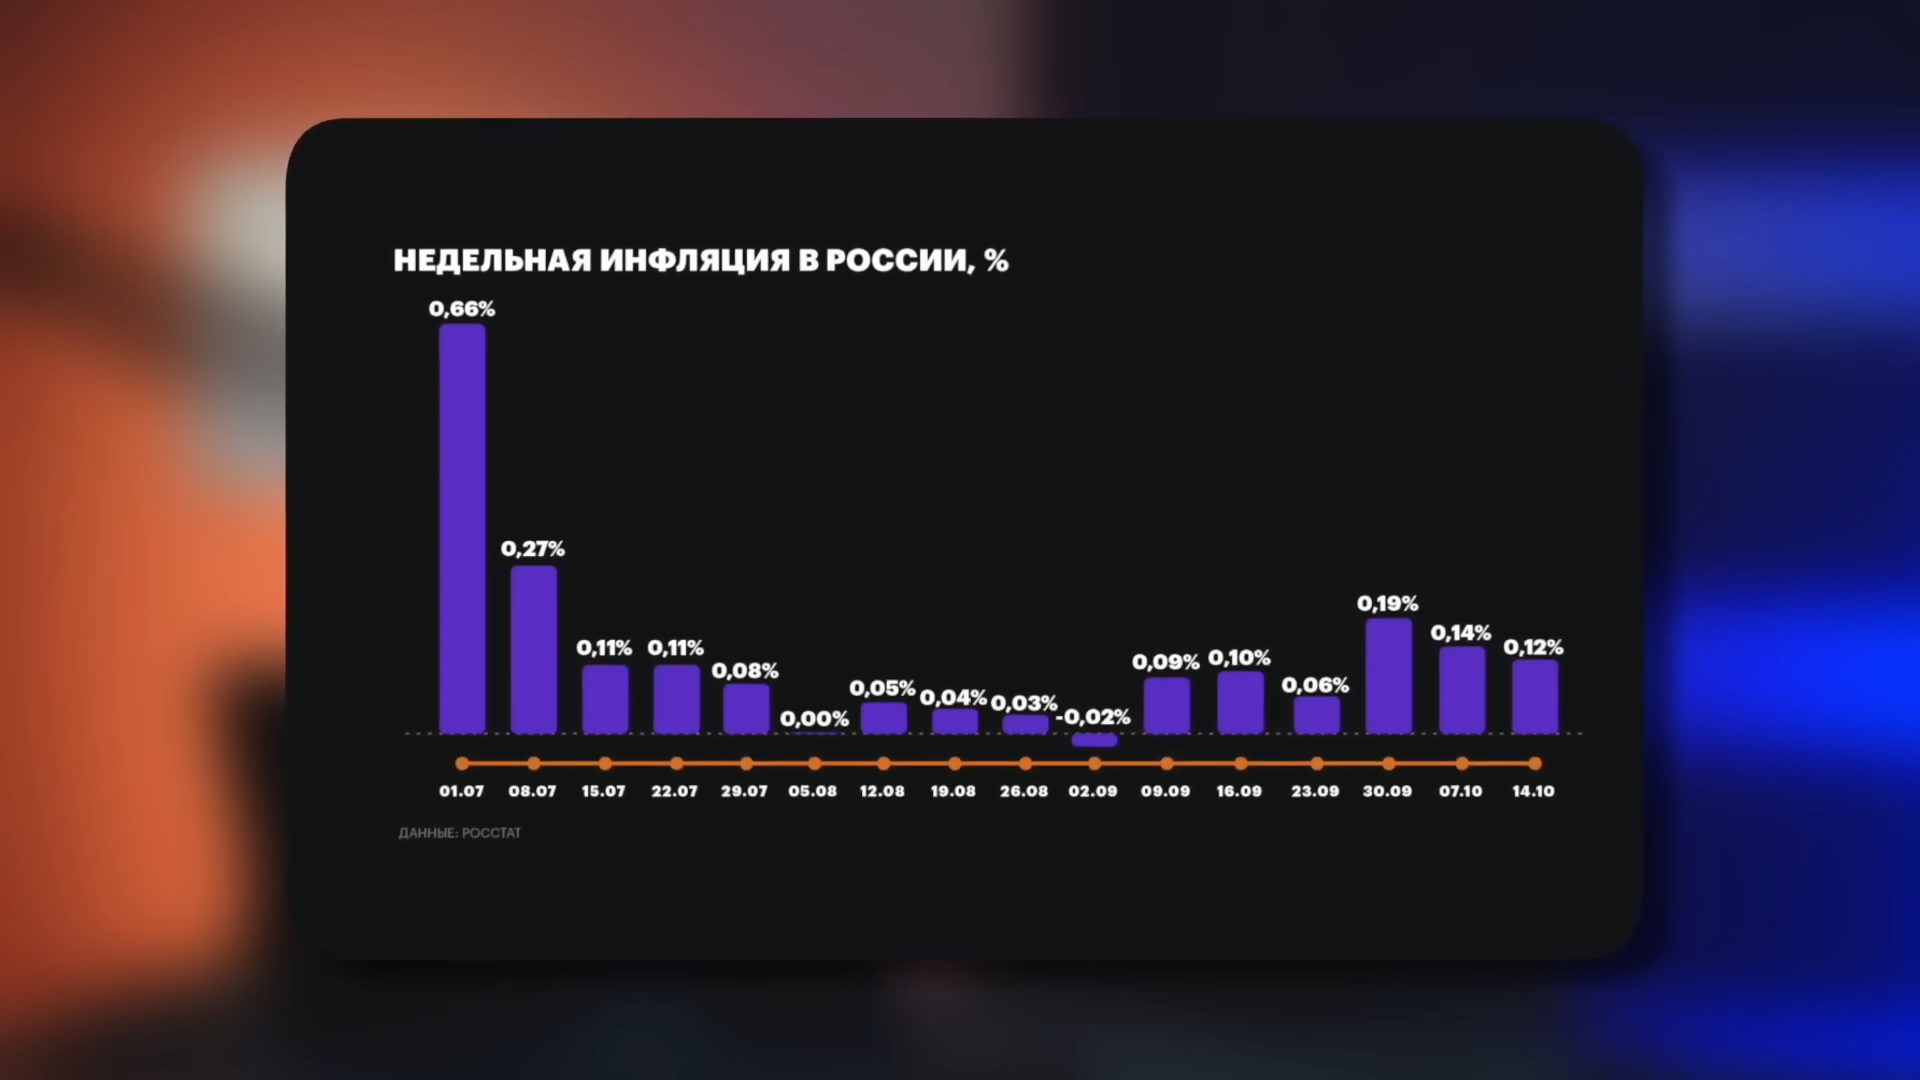 НЕДЕЛЬНАЯ ИНФЛЯЦИЯ В РОССИИ, %
0,66%
0,27%
0,11% 0,11% 0,08% 0,00% 0,05% 0,04% 0,03% -0,02% 0,09% 0,10% 0,06% 0,19% 0,14% 0,12%
01.07 08.07 15.07 22.07 29.07 05.08 12.08 19.08 26.08 02.09 09.09 16.09 23.09 30.09 07.10 14.10
ДАННЫЕ: РОССТАТ